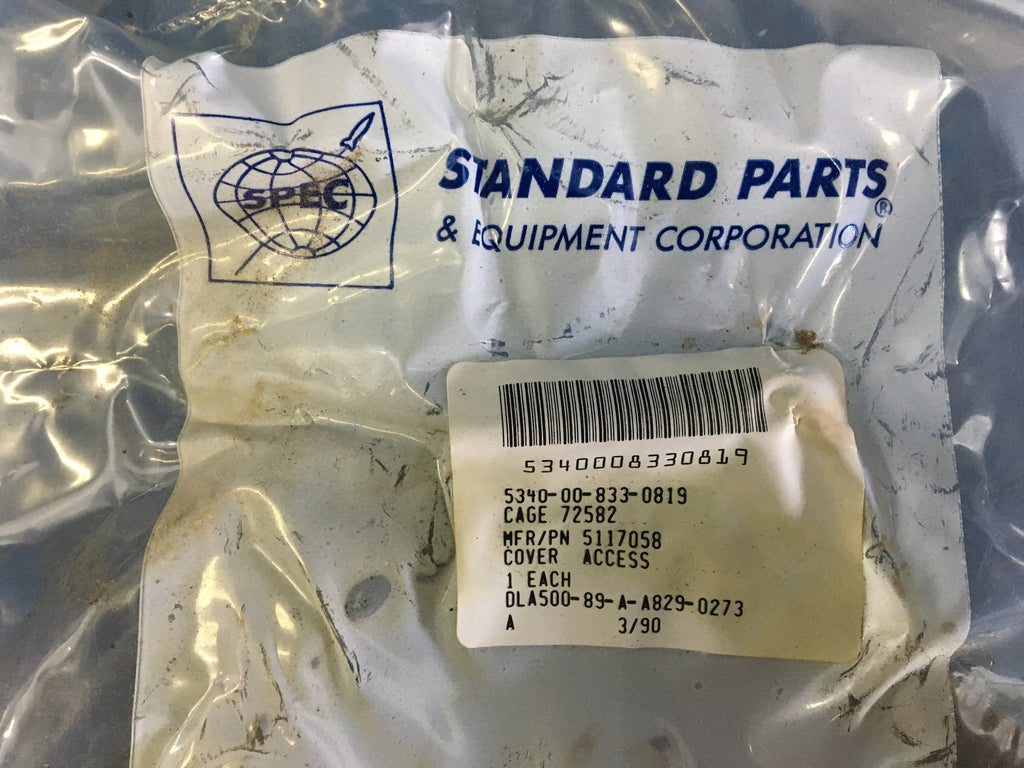 SPEC
STANDARD PARTS®
& EQUIPMENT CORPORATION
5340008330819
5340-00-833-0819
CAGE 72582
MFR/PN 5117058
COVER ACCESS
1 EACH
DLA500-89-A-A829-0273
A 3/90